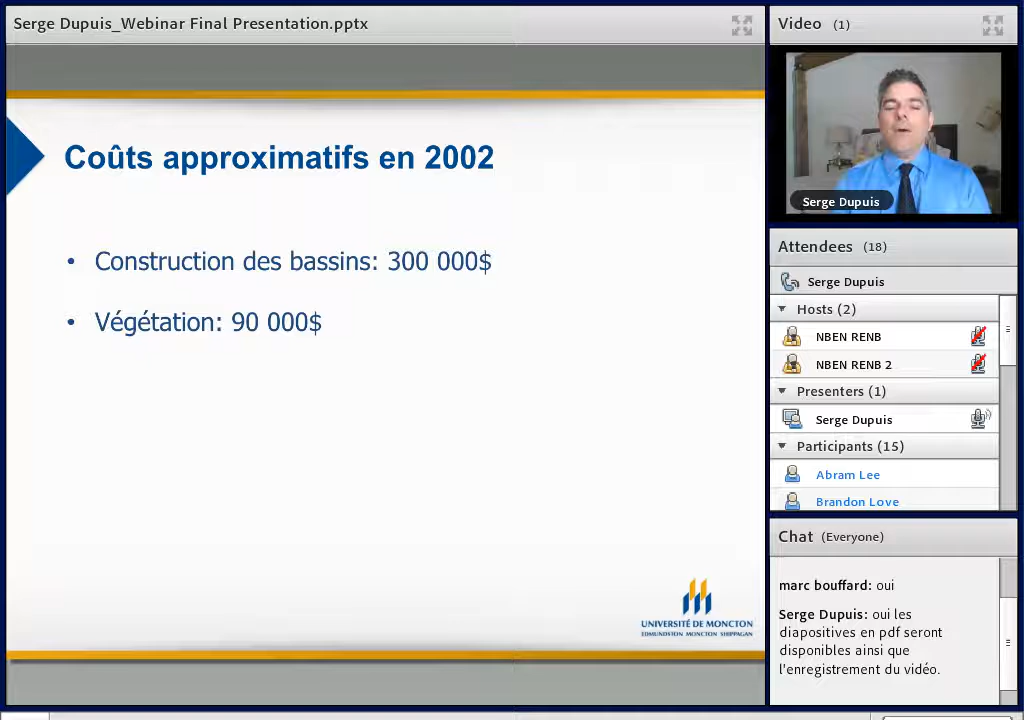 Serge Dupuis_Webinar Final Presentation.pptx
Coûts approximatifs en 2002
• Construction des bassins: 300 000$
• Végétation: 90 000$
UNIVERSITÉ DE MONCTON
EDMUNDSTON MONCTON SHIPPAGAN
Video (1)
Serge Dupuis
Attendees (18)
Serge Dupuis
Hosts (2)
NBEN RENB
NBEN RENB 2
Presenters (1)
Serge Dupuis
Participants (15)
Abram Lee
Brandon Love
Chat (Everyone)
marc bouffard: oui
Serge Dupuis: oui les
diapositives en pdf seront
disponibles ainsi que
l'enregistrement du vidéo.